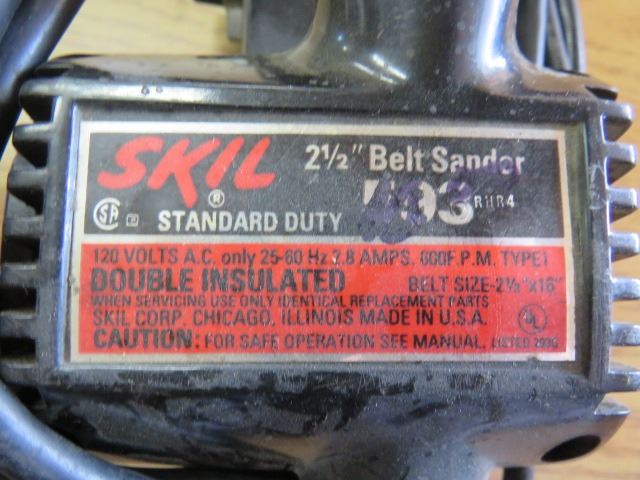 SKIL®
2½" Belt Sander
RHR4
STANDARD DUTY
120 VOLTS A.C. only 25-60 Hz 2.8 AMPS. 600F.P.M. TYPE1
DOUBLE INSULATED
BELT SIZE-2½"x16"
WHEN SERVICING USE ONLY IDENTICAL REPLACEMENT PARTS
SKIL CORP. CHICAGO, ILLINOIS MADE IN U.S.A.
UL
CAUTION: FOR SAFE OPERATION SEE MANUAL.
LISTED